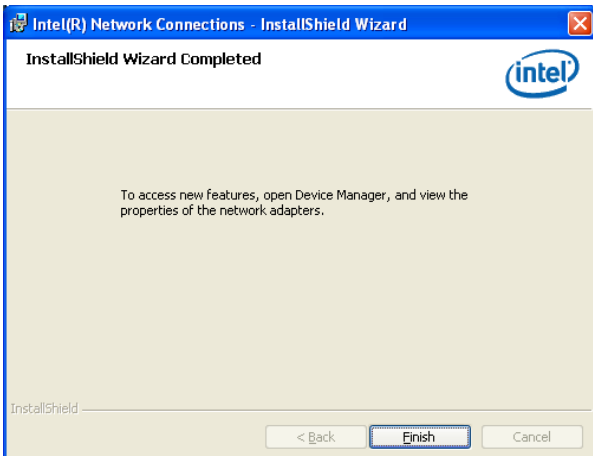 Intel(R) Network Connections - InstallShield Wizard
InstallShield Wizard Completed
intel
To access new features, open Device Manager, and view the
properties of the network adapters.
InstallShield
< Back Finish Cancel